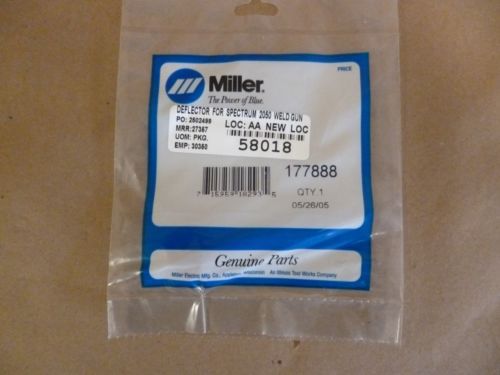 PRICE
Miller®
The Power of Blue.
DEFLECTOR FOR SPECTRUM 2050 WELD GUN
PO: 2502499 LOC: AA NEW LOC
MRR:27367
UOM: PKG.
EMP: 30350 58018
177888
QTY 1
05/26/05
Genuine Parts
Miller Electric Mfg. Co., Appleton, Wisconsin An Illinois Tool Works Company